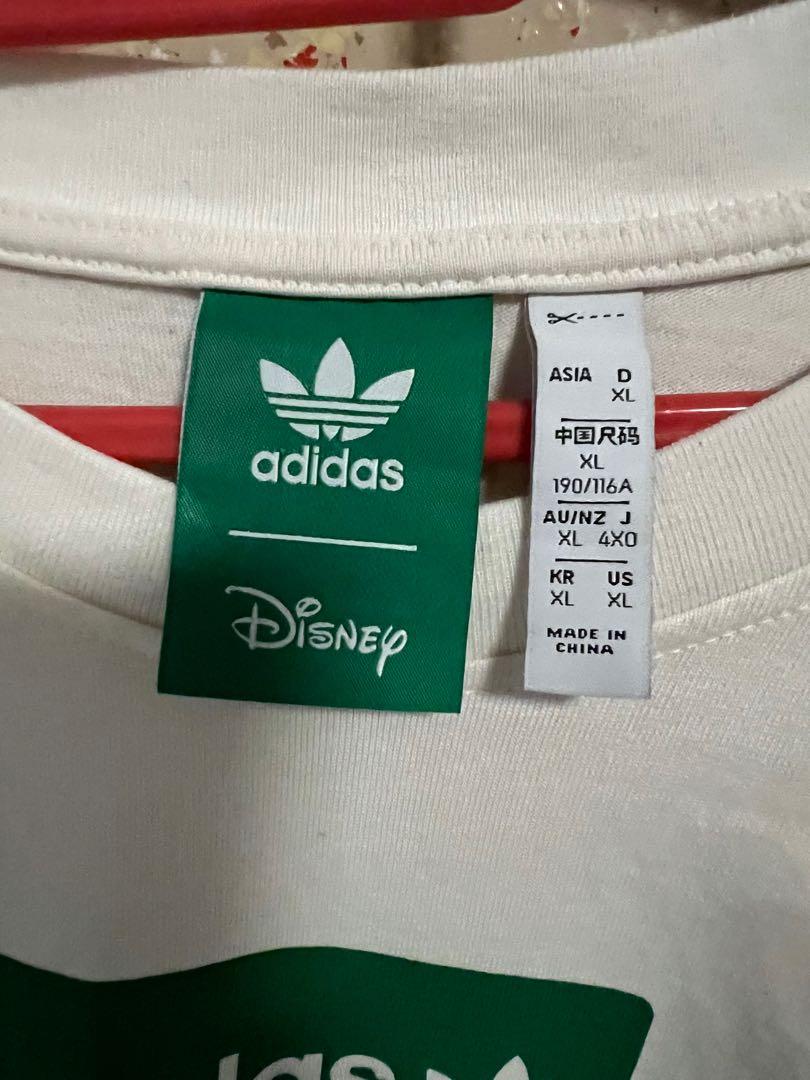 adidas
Disney
ASIA D
XL
中国尺码
XL
190/116A
AU/NZ J
XL 4XO
KR US
XL XL
MADE IN
CHINA